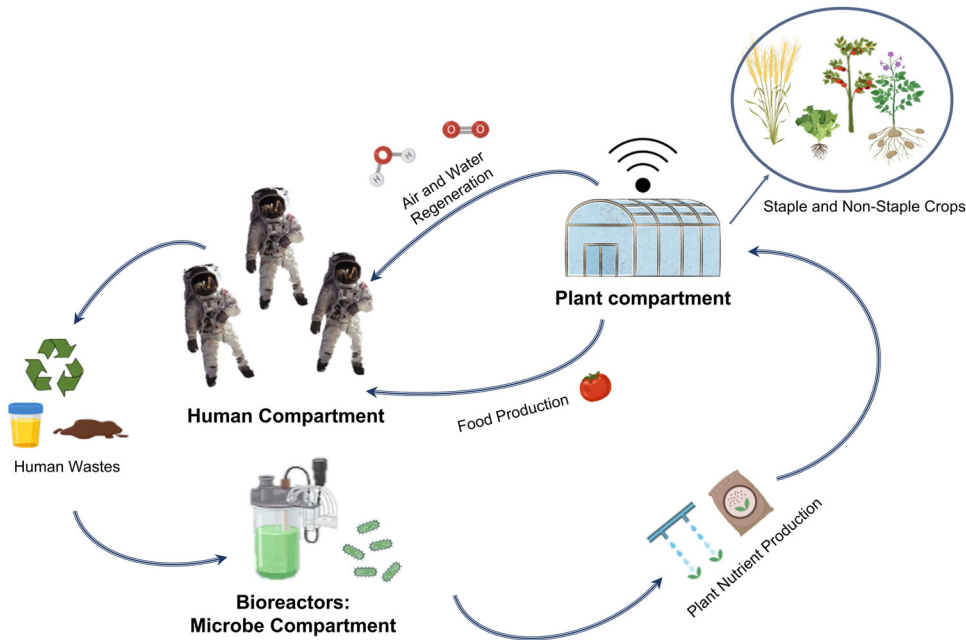 Air and Water
Regeneration
O O
O H
H
Staple and Non-Staple Crops
Plant compartment
Human Compartment
Food Production
Human Wastes
Bioreactors:
Microbe Compartment
Plant Nutrient Production